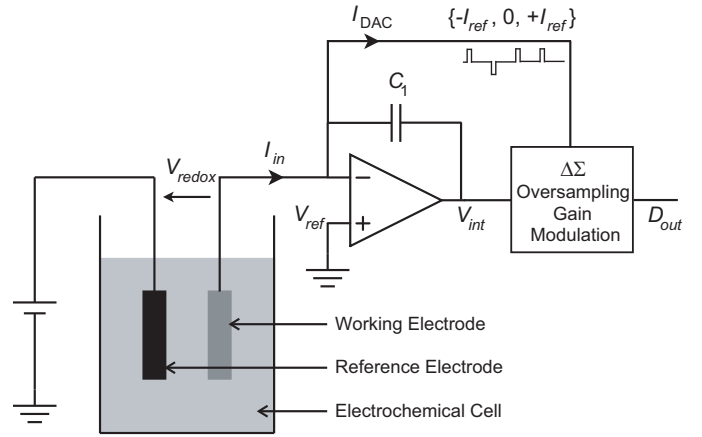 I_DAC
{-I_ref , 0, +I_ref}
C_1
V_redox
I_in
−
ΔΣ
Oversampling
Gain
Modulation
V_ref
+
V_int
D_out
Working Electrode
Reference Electrode
Electrochemical Cell